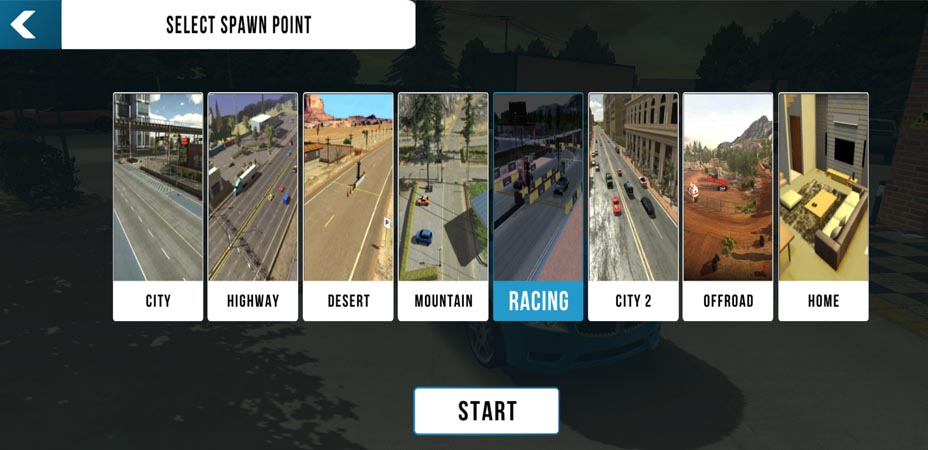 SELECT SPAWN POINT
CITY
HIGHWAY
DESERT
MOUNTAIN
RACING
CITY 2
OFFROAD
HOME
START